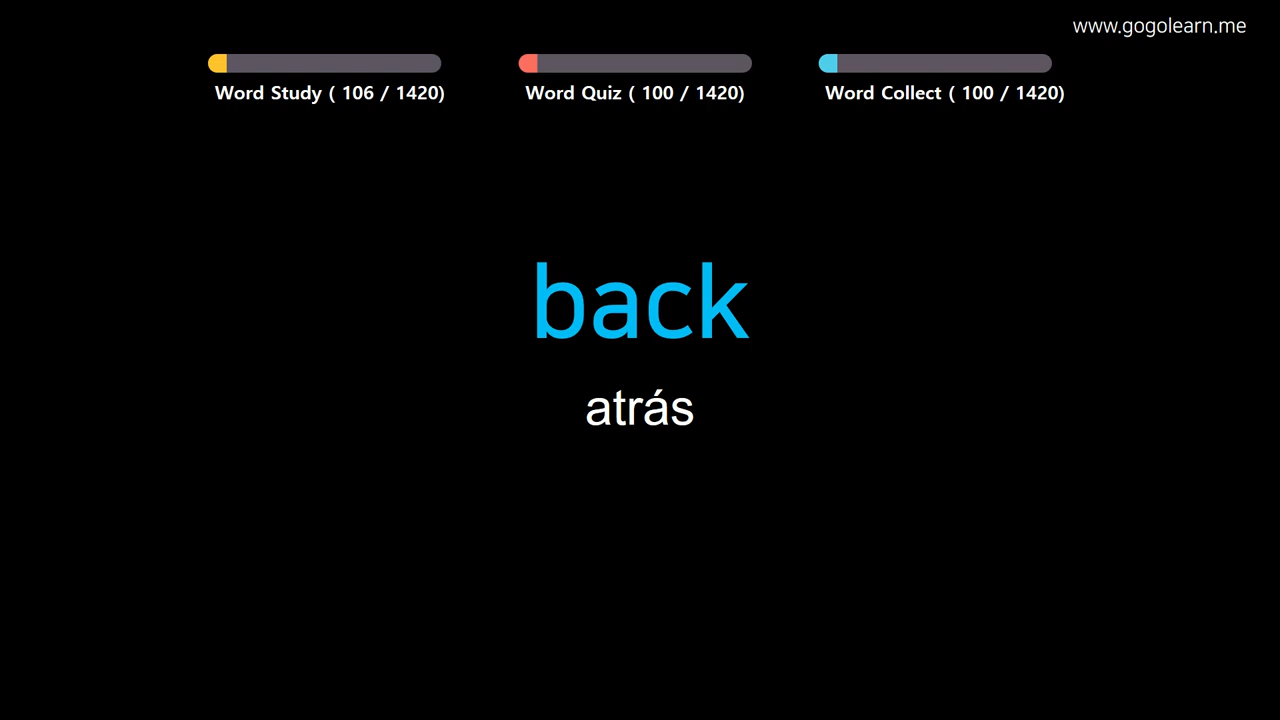 www.gogolearn.me
Word Study ( 106 / 1420)
Word Quiz ( 100 / 1420)
Word Collect ( 100 / 1420)
back
atrás